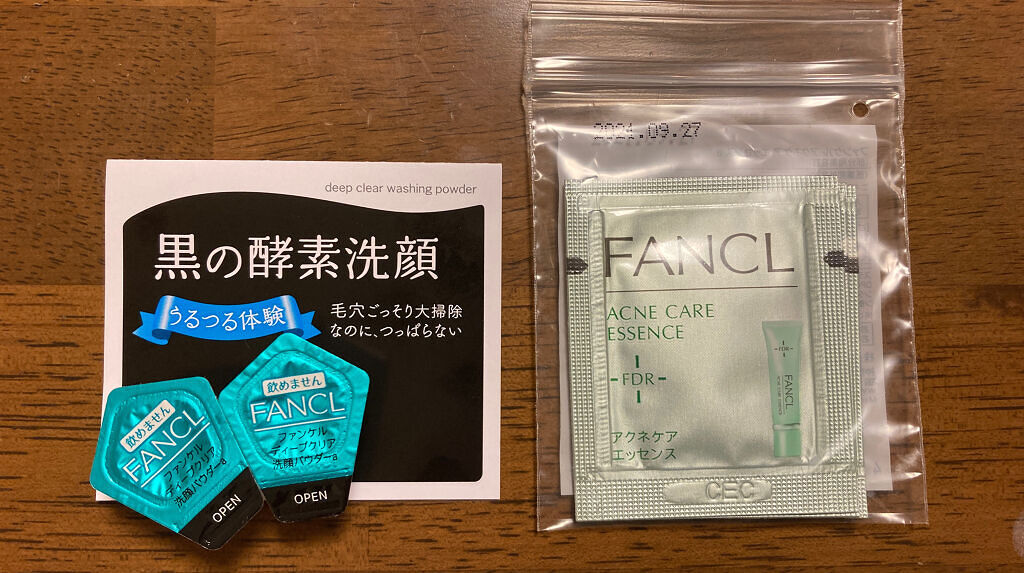 deep clear washing powder
黒の酵素洗顔
うるつる体験
毛穴ごっそり大掃除
なのに、つっぱらない
飲めません
FANCL
ファンケル
ディープクリア
洗顔パウダーa
OPEN
飲めません
FANCL
ファンケル
ディープクリア
洗顔パウダーa
OPEN
2021.09.27
FANCL
ACNE CARE
ESSENCE
FDR
アクネケア
エッセンス
FDR
FANCL
ACNE CARE ESSENCE
CEC